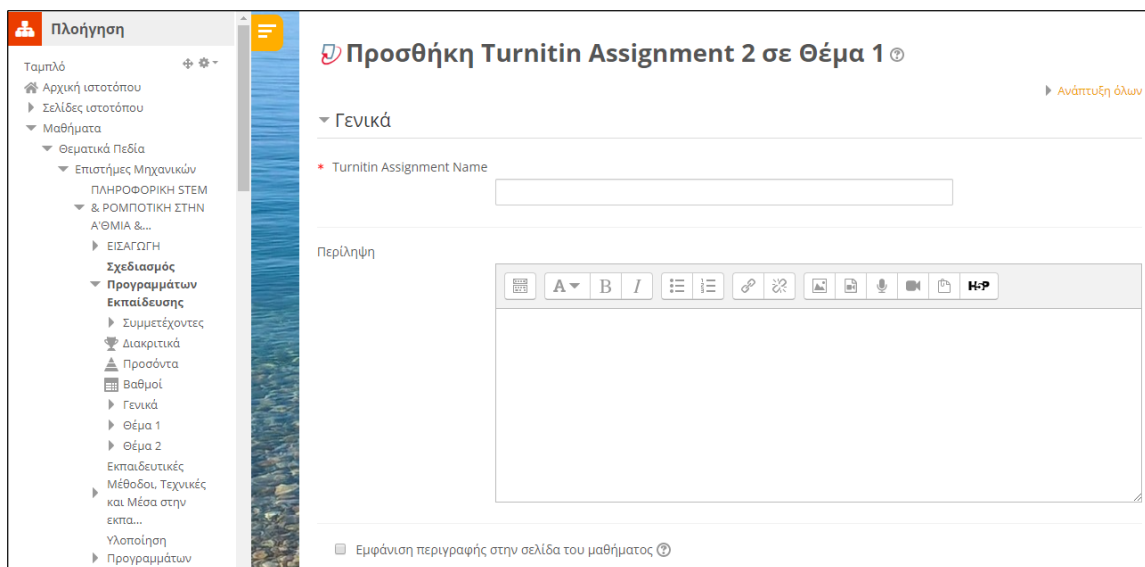 Πλοήγηση
Ταμπλό
Αρχική ιστοτόπου
Σελίδες ιστοτόπου
Μαθήματα
Θεματικά Πεδία
Επιστήμες Μηχανικών
ΠΛΗΡΟΦΟΡΙΚΗ STEM
& ΡΟΜΠΟΤΙΚΗ ΣΤΗΝ
Α'ΘΜΙΑ &...
ΕΙΣΑΓΩΓΗ
Σχεδιασμός
Προγραμμάτων
Εκπαίδευσης
Συμμετέχοντες
Διακριτικά
Προσόντα
Βαθμοί
Γενικά
Θέμα 1
Θέμα 2
Εκπαιδευτικές
Μέθοδοι, Τεχνικές
και Μέσα στην
εκπα...
Υλοποίηση
Προγραμμάτων
Προσθήκη Turnitin Assignment 2 σε Θέμα 1
Ανάπτυξη όλων
Γενικά
* Turnitin Assignment Name
Περίληψη
A B I H5P
Εμφάνιση περιγραφής στην σελίδα του μαθήματος